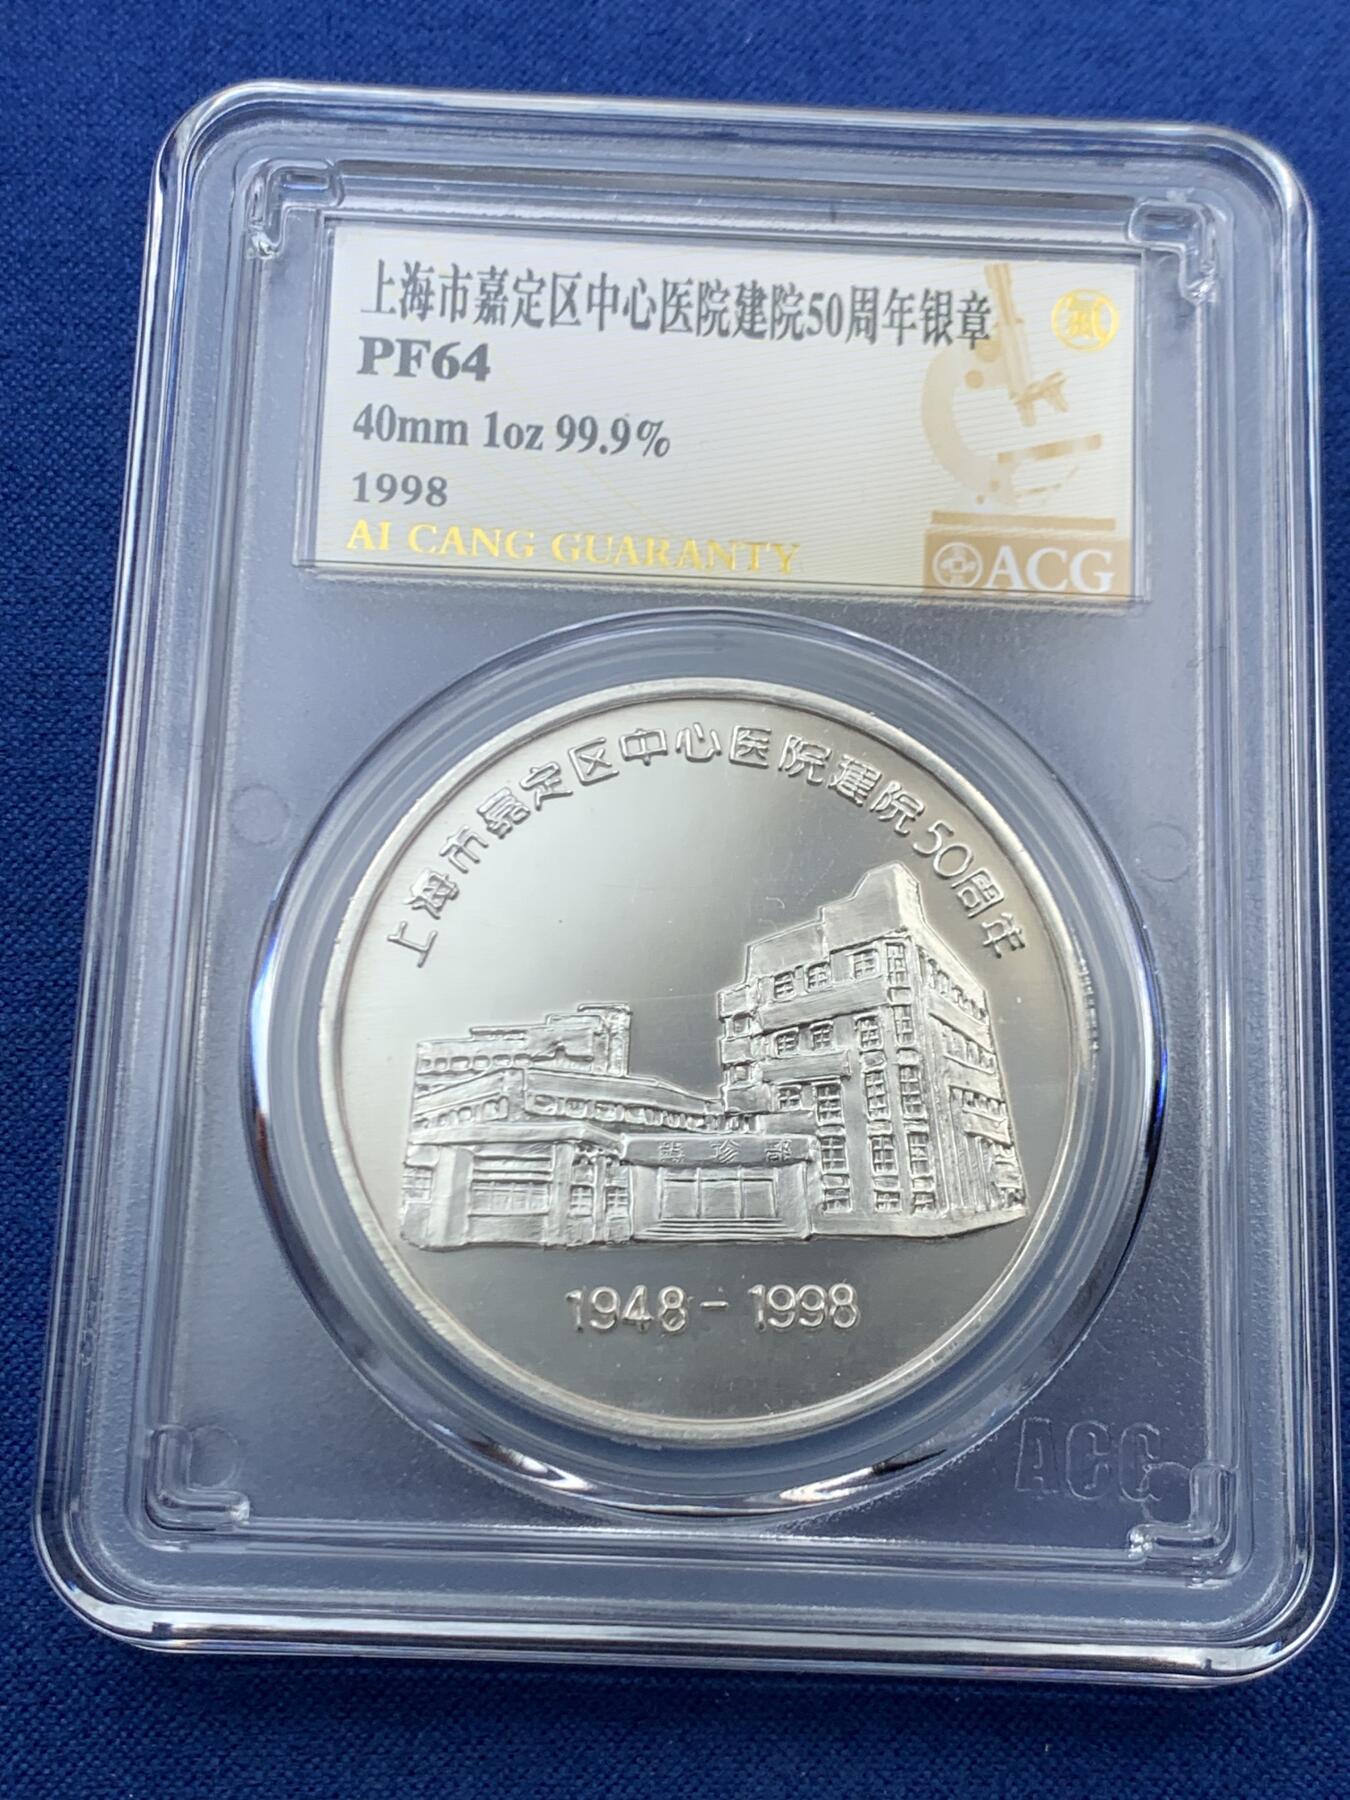 上海市嘉定区中心医院建院50周年银章
PF64
40mm 1oz 99.9%
1998
AI CANG GUARANTY
ACG
上海市嘉定区中心医院建院50周年
1948-1998
ACG